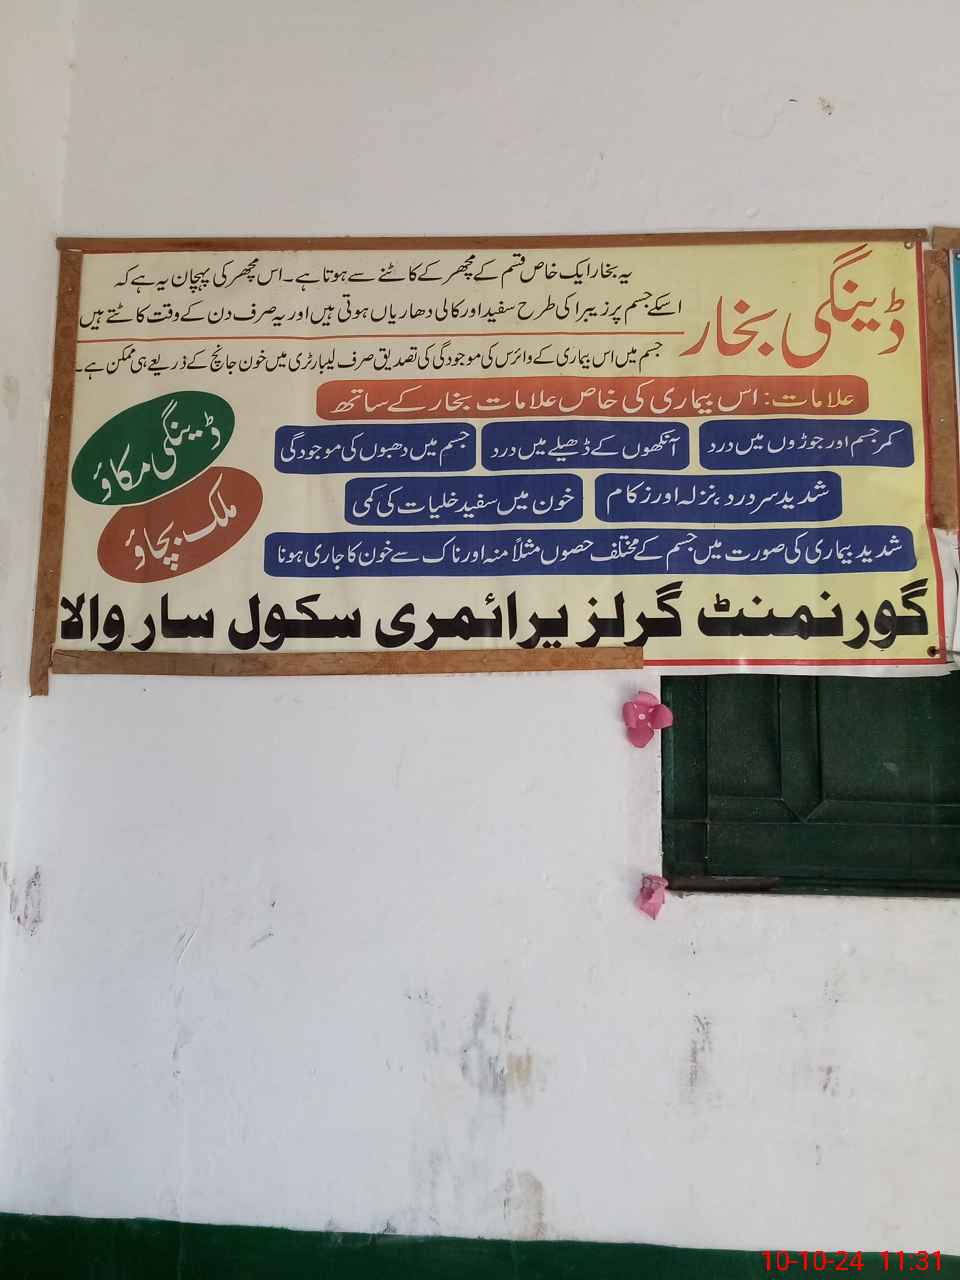 ڈینگی بخار
یہ بخار ایک خاص قسم کے مچھر کے کاٹنے سے ہوتا ہے۔ اس مچھر کی پہچان یہ ہے کہ
اسکے جسم پر زیبرا کی طرح سفید اور کالی دھاریاں ہوتی ہیں اور یہ صرف دن کے وقت کاٹتے ہیں
جسم میں اس بیماری کے وائرس کی موجودگی کی تصدیق صرف لیبارٹری میں خون جانچ کے ذریعے ہی ممکن ہے۔
علامات: اس بیماری کی خاص علامات بخار کے ساتھ
کمر جسم اور جوڑوں میں درد
آنکھوں کے ڈھیلے میں درد
جسم میں دھبوں کی موجودگی
شدید سر درد، نزلہ اور زکام
خون میں سفید خلیات کی کمی
شدید بیماری کی صورت میں جسم کے مختلف حصوں مثلاً منہ اور ناک سے خون کا جاری ہونا
ڈینگی مکاؤ
ملک بچاؤ
گورنمنٹ گرلز پرائمری سکول سار والا
10-10-24 11:31